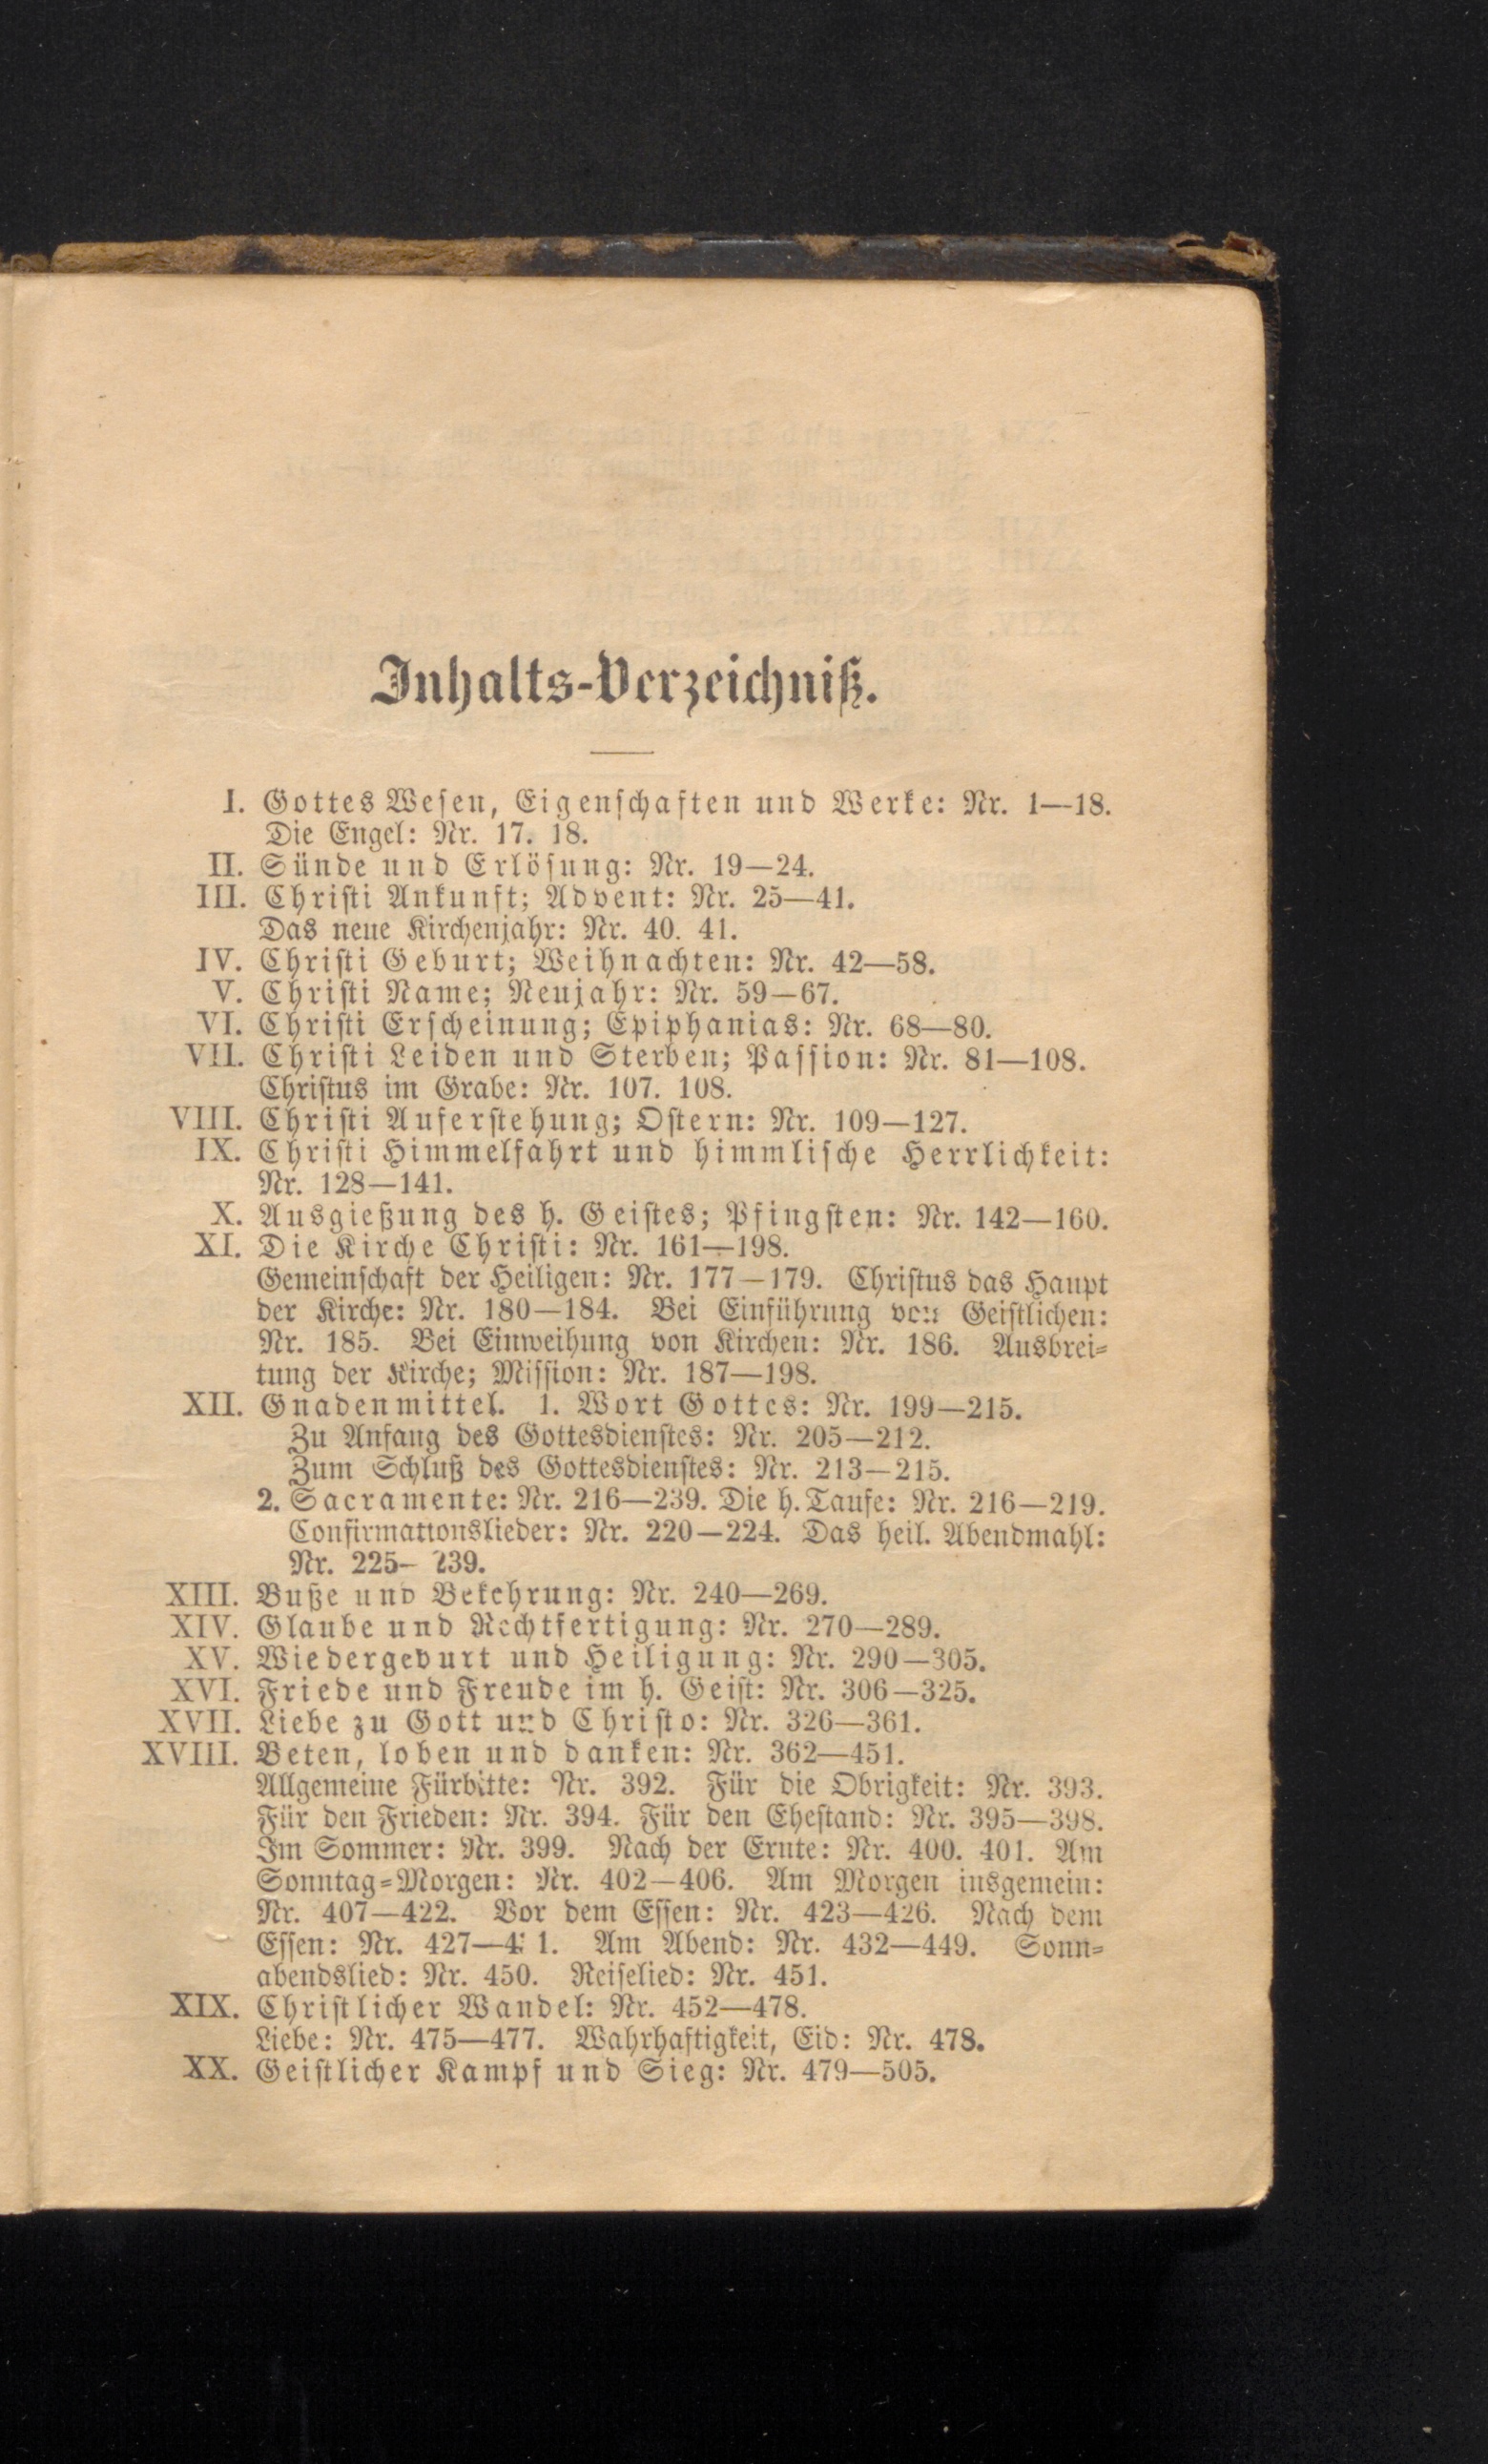 Inhalts-Verzeichniß.
I. Gottes Wesen, Eigenschaften und Werke: Nr. 1—18.
Die Engel: Nr. 17. 18.
II. Sünde und Erlösung: Nr. 19—24.
III. Christi Ankunft; Advent: Nr. 25—41.
Das neue Kirchenjahr: Nr. 40. 41.
IV. Christi Geburt; Weihnachten: Nr. 42—58.
V. Christi Name; Neujahr: Nr. 59—67.
VI. Christi Erscheinung; Epiphanias: Nr. 68—80.
VII. Christi Leiden und Sterben; Passion: Nr. 81—108.
Christus im Grabe: Nr. 107. 108.
VIII. Christi Auferstehung; Ostern: Nr. 109—127.
IX. Christi Himmelfahrt und himmlische Herrlichkeit:
Nr. 128—141.
X. Ausgießung des h. Geistes; Pfingsten: Nr. 142—160.
XI. Die Kirche Christi: Nr. 161—198.
Gemeinschaft der Heiligen: Nr. 177—179. Christus das Haupt
der Kirche: Nr. 180—184. Bei Einführung von Geistlichen:
Nr. 185. Bei Einweihung von Kirchen: Nr. 186. Ausbrei-
tung der Kirche; Mission: Nr. 187—198.
XII. Gnadenmittel. 1. Wort Gottes: Nr. 199—215.
Zu Anfang des Gottesdienstes: Nr. 205—212.
Zum Schluß des Gottesdienstes: Nr. 213—215.
2. Sacramente: Nr. 216—239. Die h. Taufe: Nr. 216—219.
Confirmationslieder: Nr. 220—224. Das heil. Abendmahl:
Nr. 225—239.
XIII. Buße und Bekehrung: Nr. 240—269.
XIV. Glaube und Rechtfertigung: Nr. 270—289.
XV. Wiedergeburt und Heiligung: Nr. 290—305.
XVI. Friede und Freude im h. Geist: Nr. 306—325.
XVII. Liebe zu Gott und Christo: Nr. 326—361.
XVIII. Beten, loben und danken: Nr. 362—451.
Allgemeine Fürbitte: Nr. 392. Für die Obrigkeit: Nr. 393.
Für den Frieden: Nr. 394. Für den Ehestand: Nr. 395—398.
Im Sommer: Nr. 399. Nach der Ernte: Nr. 400. 401. Am
Sonntag-Morgen: Nr. 402—406. Am Morgen insgemein:
Nr. 407—422. Vor dem Essen: Nr. 423—426. Nach dem
Essen: Nr. Am Abend: Nr. 432—449. Sonn-
abendslied: Nr. 450. Reiselied: Nr. 451.
XIX. Christlicher Wandel: Nr. 452—478.
Liebe: Nr. 475—477. Wahrhaftigkeit, Eid: Nr. 478.
XX. Geistlicher Kampf und Sieg: Nr. 479—505.